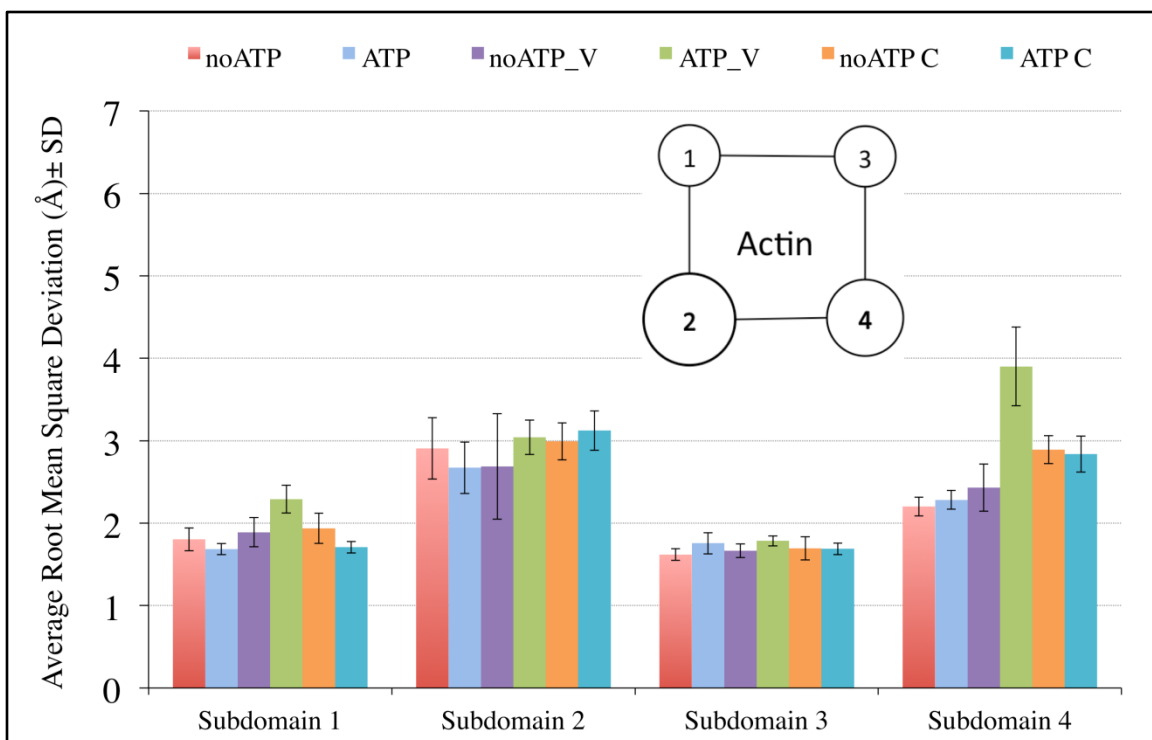 noATP ATP noATP_V ATP_V noATP C ATP C
Average Root Mean Square Deviation (Å)± SD
7
6
5
4
3
2
1
0
1 3
Actin
2 4
Subdomain 1 Subdomain 2 Subdomain 3 Subdomain 4